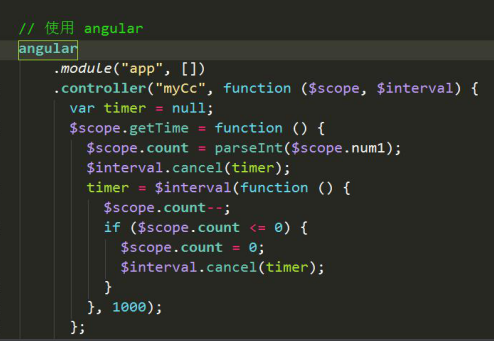 // 使用 angular
angular
.module("app", [])
.controller("myCc", function ($scope, $interval) {
var timer = null;
$scope.getTime = function () {
$scope.count = parseInt($scope.num1);
$interval.cancel(timer);
timer = $interval(function () {
$scope.count--;
if ($scope.count <= 0) {
$scope.count = 0;
$interval.cancel(timer);
}
}, 1000);
};